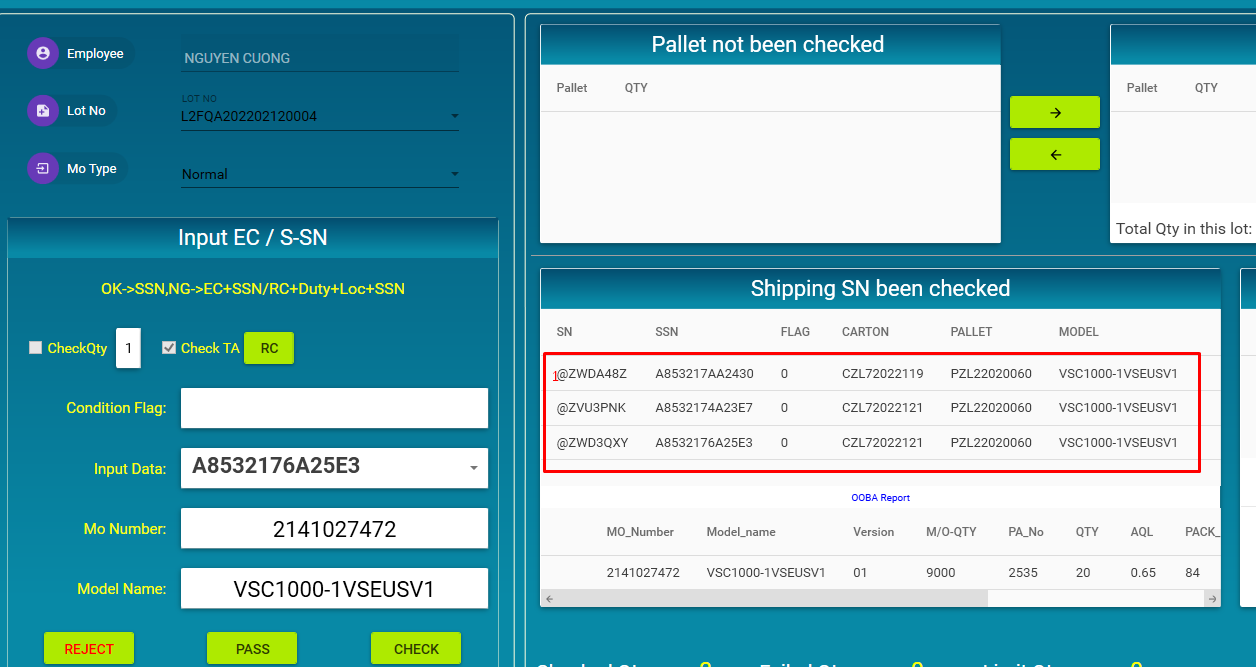 Employee
NGUYEN CUONG
Lot No
LOT NO
L2FQA202202120004
Mo Type
Normal
Input EC / S-SN
OK->SSN,NG->EC+SSN/RC+Duty+Loc+SSN
CheckQty 1 Check TA RC
Condition Flag:
Input Data: A8532176A25E3
Mo Number: 2141027472
Model Name: VSC1000-1VSEUSV1
REJECT PASS CHECK
Pallet not been checked
Pallet QTY
→
←
Pallet QTY
Total Qty in this lot:
Shipping SN been checked
SN SSN FLAG CARTON PALLET MODEL
1@ZWDA48Z A853217AA2430 0 CZL72022119 PZL22020060 VSC1000-1VSEUSV1
@ZVU3PNK A8532174A23E7 0 CZL72022121 PZL22020060 VSC1000-1VSEUSV1
@ZWD3QXY A8532176A25E3 0 CZL72022121 PZL22020060 VSC1000-1VSEUSV1
OOBA Report
MO_Number Model_name Version M/O-QTY PA_No QTY AQL PACK_
2141027472 VSC1000-1VSEUSV1 01 9000 2535 20 0.65 84